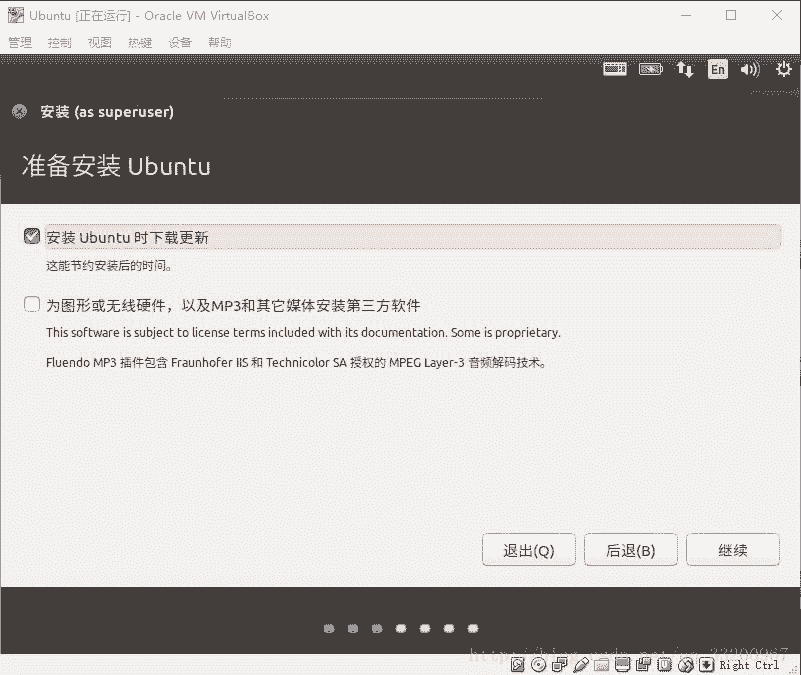 Ubuntu [正在运行] - Oracle VM VirtualBox
管理 控制 视图 热键 设备 帮助
En
安装 (as superuser)
准备安装 Ubuntu
安装 Ubuntu 时下载更新
这能节约安装后的时间。
为图形或无线硬件，以及MP3和其它媒体安装第三方软件
This software is subject to license terms included with its documentation. Some is proprietary.
Fluendo MP3 插件包含 Fraunhofer IIS 和 Technicolor SA 授权的 MPEG Layer-3 音频解码技术。
退出(Q) 后退(B) 继续
Right Ctrl